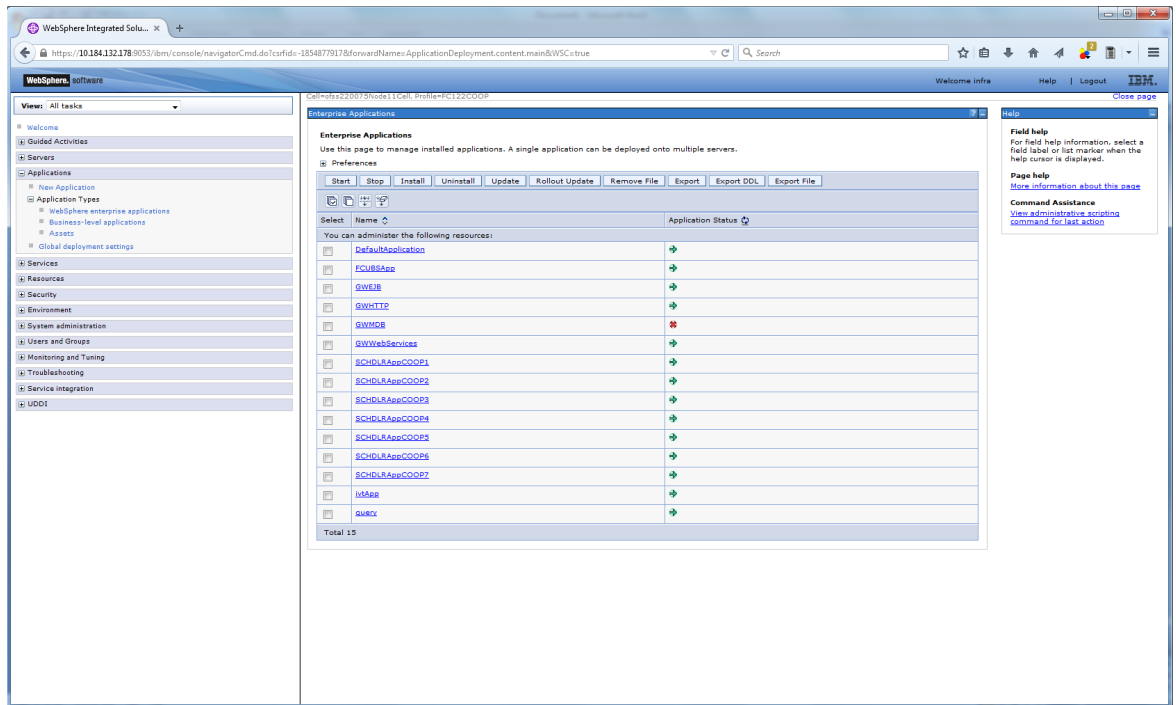 WebSphere Integrated Solu... × +
https://10.184.132.178:9053/ibm/console/navigatorCmd.do?csrfid=-1854877917&forwardName=ApplicationDeployment.content.main&WSC=true
Search
2
WebSphere. software
Welcome infra
Help | Logout
IBM.
View: All tasks
Welcome
Guided Activities
Servers
Applications
New Application
Application Types
WebSphere enterprise applications
Business-level applications
Assets
Global deployment settings
Services
Resources
Security
Environment
System administration
Users and Groups
Monitoring and Tuning
Troubleshooting
Service integration
UDDI
Cell=ofss220075Node11Cell, Profile=FC122COOP
Close page
Enterprise Applications
? -
Enterprise Applications
Use this page to manage installed applications. A single application can be deployed onto multiple servers.
Preferences
Start Stop Install Uninstall Update Rollout Update Remove File Export Export DDL Export File
Select Name Application Status
You can administer the following resources:
DefaultApplication
FCUBSApp
GWEJB
GWHTTP
GWMDB
GWWebServices
SCHDLRAppCOOP1
SCHDLRAppCOOP2
SCHDLRAppCOOP3
SCHDLRAppCOOP4
SCHDLRAppCOOP5
SCHDLRAppCOOP6
SCHDLRAppCOOP7
ivtApp
query
Total 15
Help
Field help
For field help information, select a
field label or list marker when the
help cursor is displayed.
Page help
More information about this page
Command Assistance
View administrative scripting
command for last action